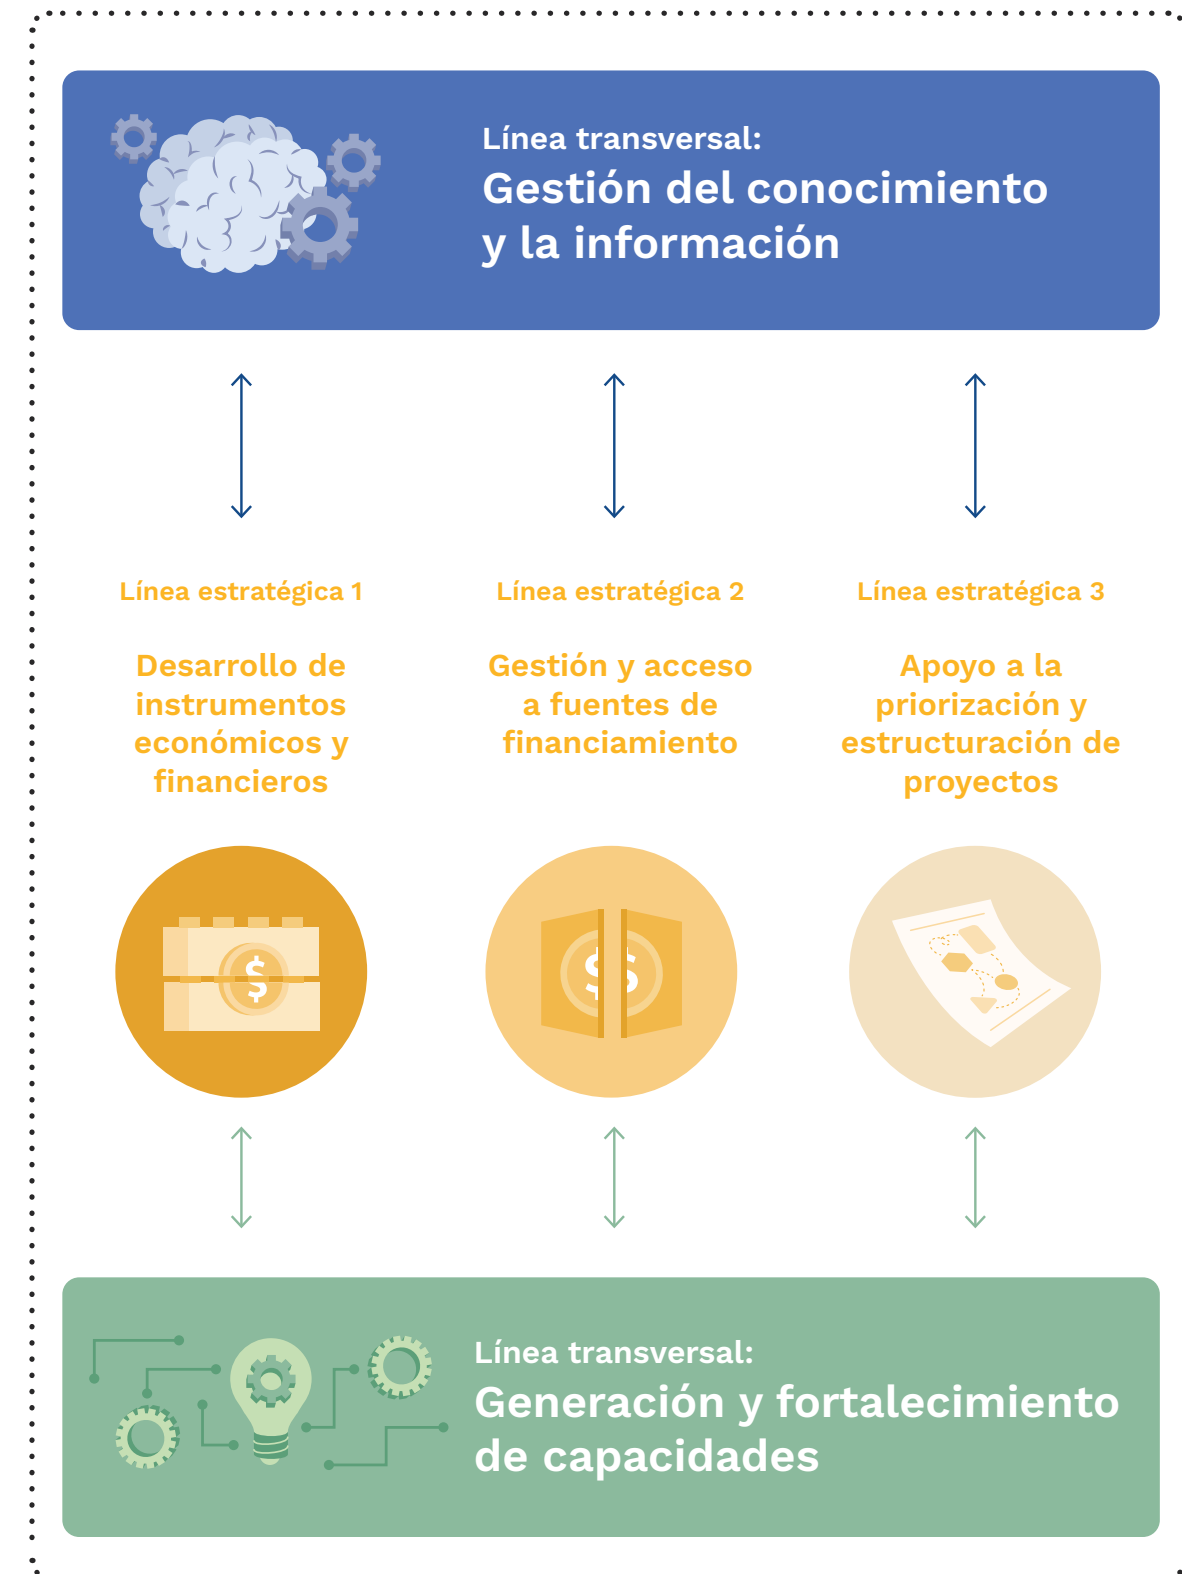 Línea transversal:
Gestión del conocimiento
y la información
Línea estratégica 1
Desarrollo de
instrumentos
económicos y
financieros
$
Línea estratégica 2
Gestión y acceso
a fuentes de
financiamiento
$
Línea estratégica 3
Apoyo a la
priorización y
estructuración de
proyectos
Línea transversal:
Generación y fortalecimiento
de capacidades